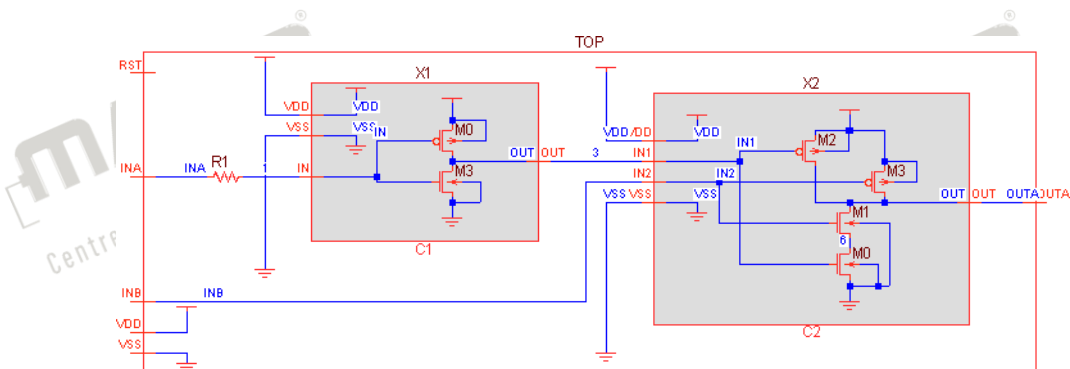 TOP
RST
X1
X2
VDD
VDD
VSS
VSS
IN
IN
M0
M3
OUT
OUT
C1
INA
INA
R1
1
3
VDD
/DD
VDD
IN1
IN1
IN2
IN2
VSS
VSS
VSS
M2
M3
M1
6
M0
OUT
OUT
OUTA
OUTA
C2
INB
INB
VDD
VSS
Centre